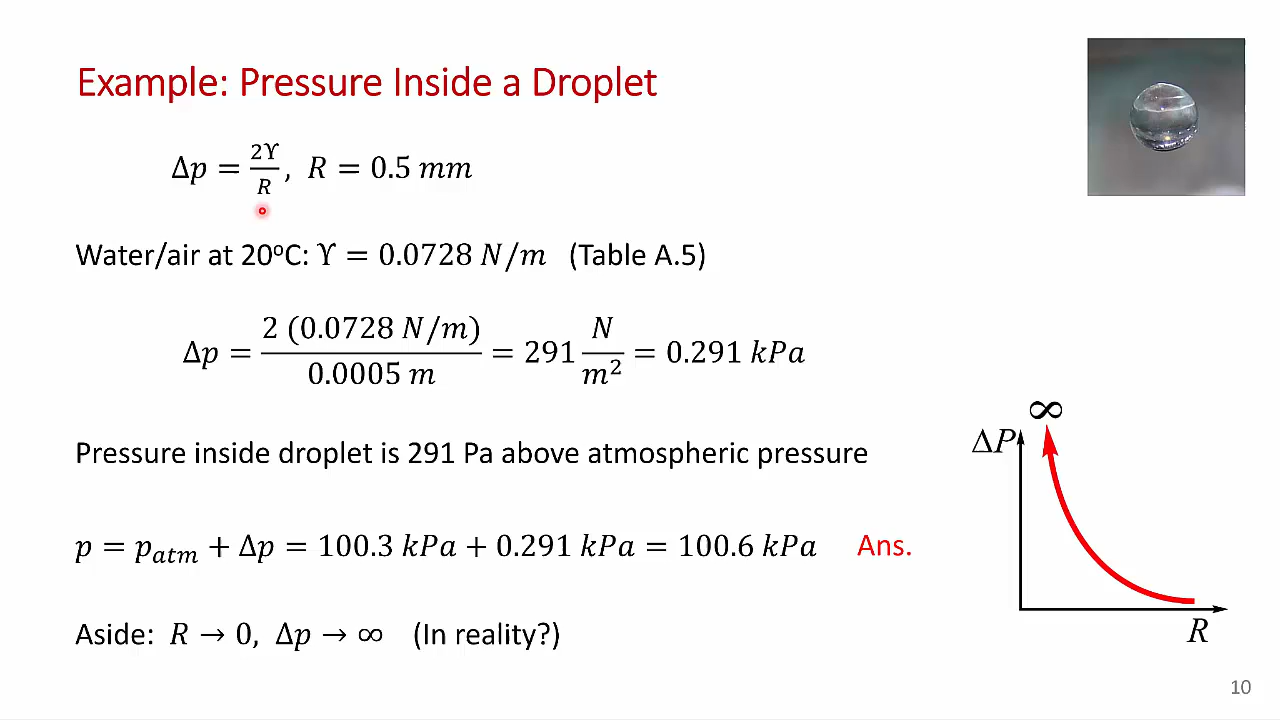 Example: Pressure Inside a Droplet
Δp = 2ϒ/R, R = 0.5 mm
Water/air at 20°C: ϒ = 0.0728 N/m (Table A.5)
Δp = 2 (0.0728 N/m)/0.0005 m = 291 N/m² = 0.291 kPa
∞
ΔP
Pressure inside droplet is 291 Pa above atmospheric pressure
p = p_atm + Δp = 100.3 kPa + 0.291 kPa = 100.6 kPa Ans.
Aside: R → 0, Δp → ∞ (In reality?)
R
10